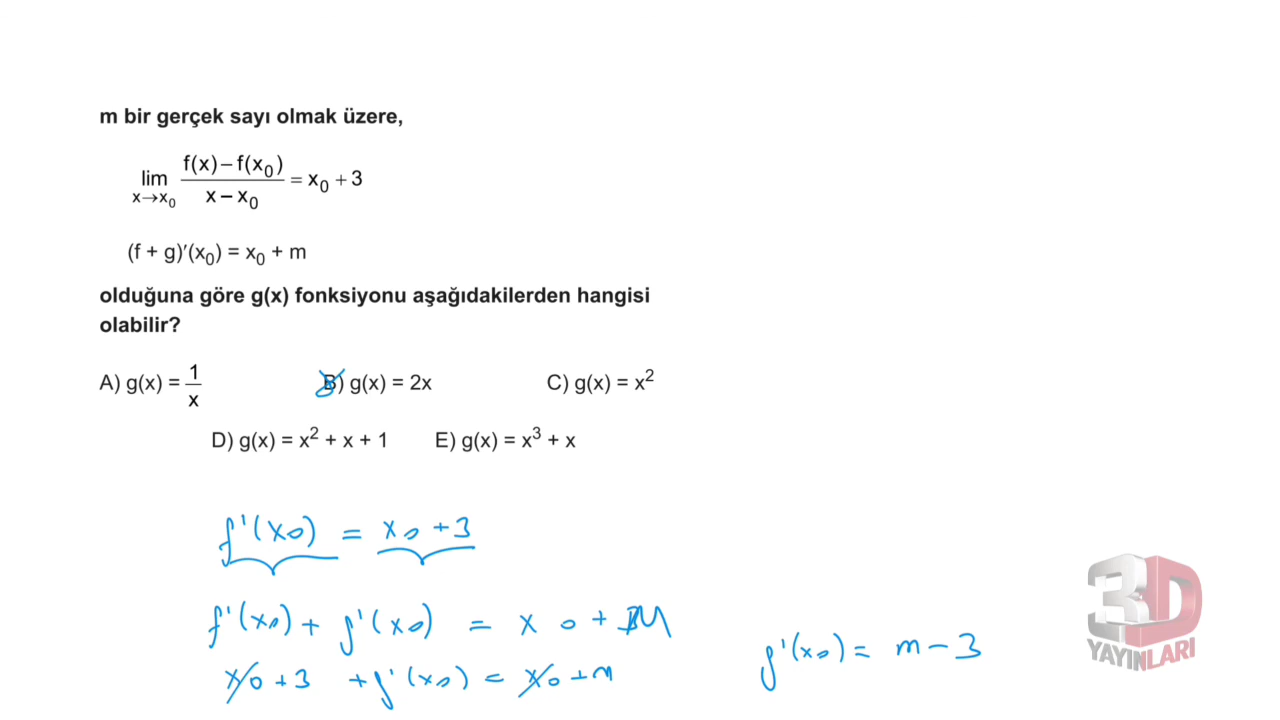 m bir gerçek sayı olmak üzere,
lim x→x₀ (f(x) – f(x₀))/(x – x₀) = x₀ + 3
(f + g)′(x₀) = x₀ + m
olduğuna göre g(x) fonksiyonu aşağıdakilerden hangisi
olabilir?
A) g(x) = 1/x B) g(x) = 2x C) g(x) = x²
D) g(x) = x² + x + 1 E) g(x) = x³ + x
f'(x₀) = x₀ + 3
f'(x₀) + g'(x₀) = x₀ + m
x₀ + 3 + g'(x₀) = x₀ + m
g'(x₀) = m – 3
3D
YAYINLARI